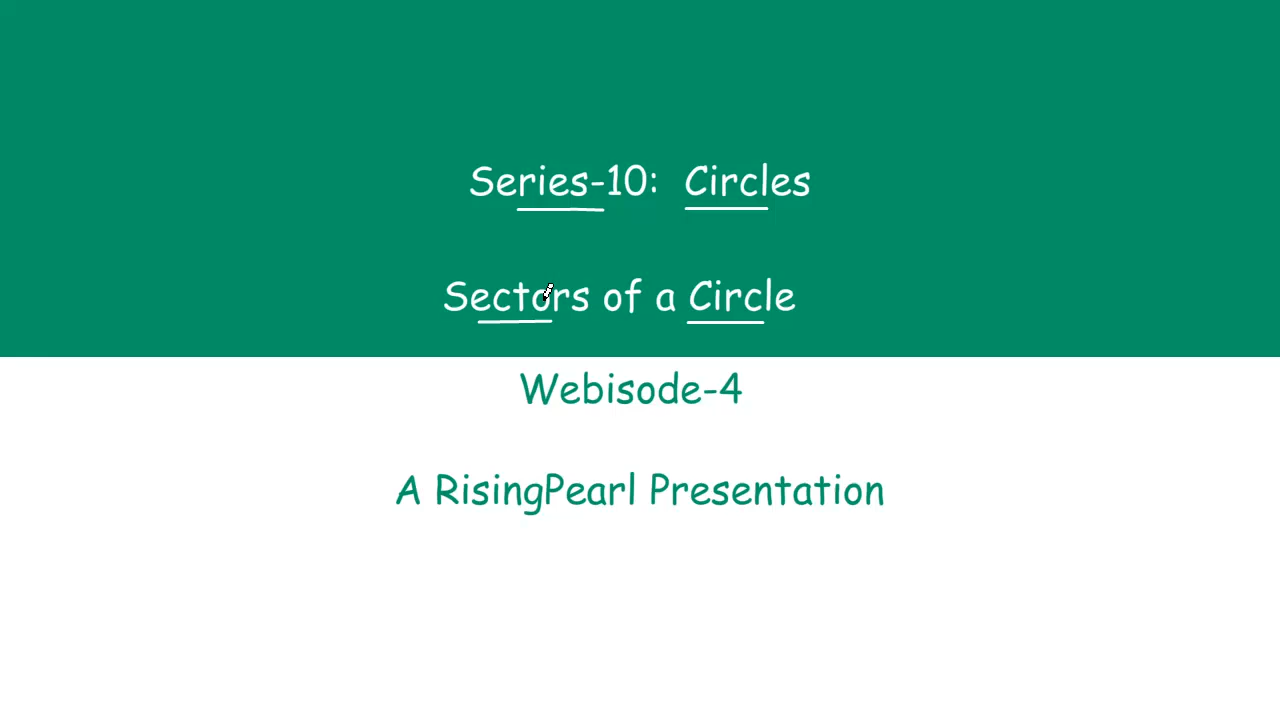 Series-10: Circles
Sectors of a Circle
Webisode-4
A RisingPearl Presentation